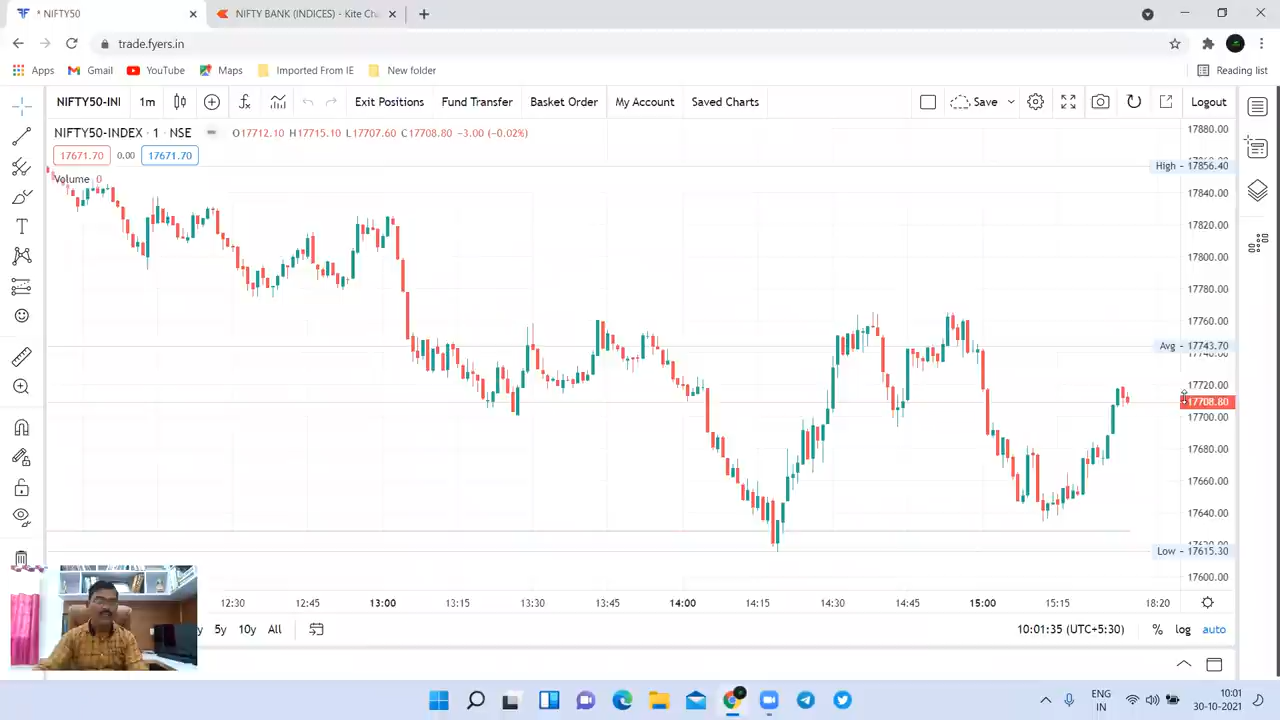 * NIFTY50
NIFTY BANK (INDICES) - Kite Cha
trade.fyers.in
Apps Gmail YouTube Maps Imported From IE New folder Reading list
NIFTY50-INI 1m Exit Positions Fund Transfer Basket Order My Account Saved Charts Save Logout
NIFTY50-INDEX · 1 · NSE O17712.10 H17715.10 L17707.60 C17708.80 -3.00 (-0.02%)
17671.70 0.00 17671.70
Volume 0
17880.00
High - 17856.40
17840.00
17820.00
17800.00
17780.00
17760.00
Avg - 17743.70
17740.00
17720.00
17708.80
17700.00
17680.00
17660.00
17640.00
17620.00
Low - 17615.30
17600.00
12:30 12:45 13:00 13:15 13:30 13:45 14:00 14:15 14:30 14:45 15:00 15:15 18:20
5y 10y All 10:01:35 (UTC+5:30) % log auto
ENG
IN
10:01
30-10-2021